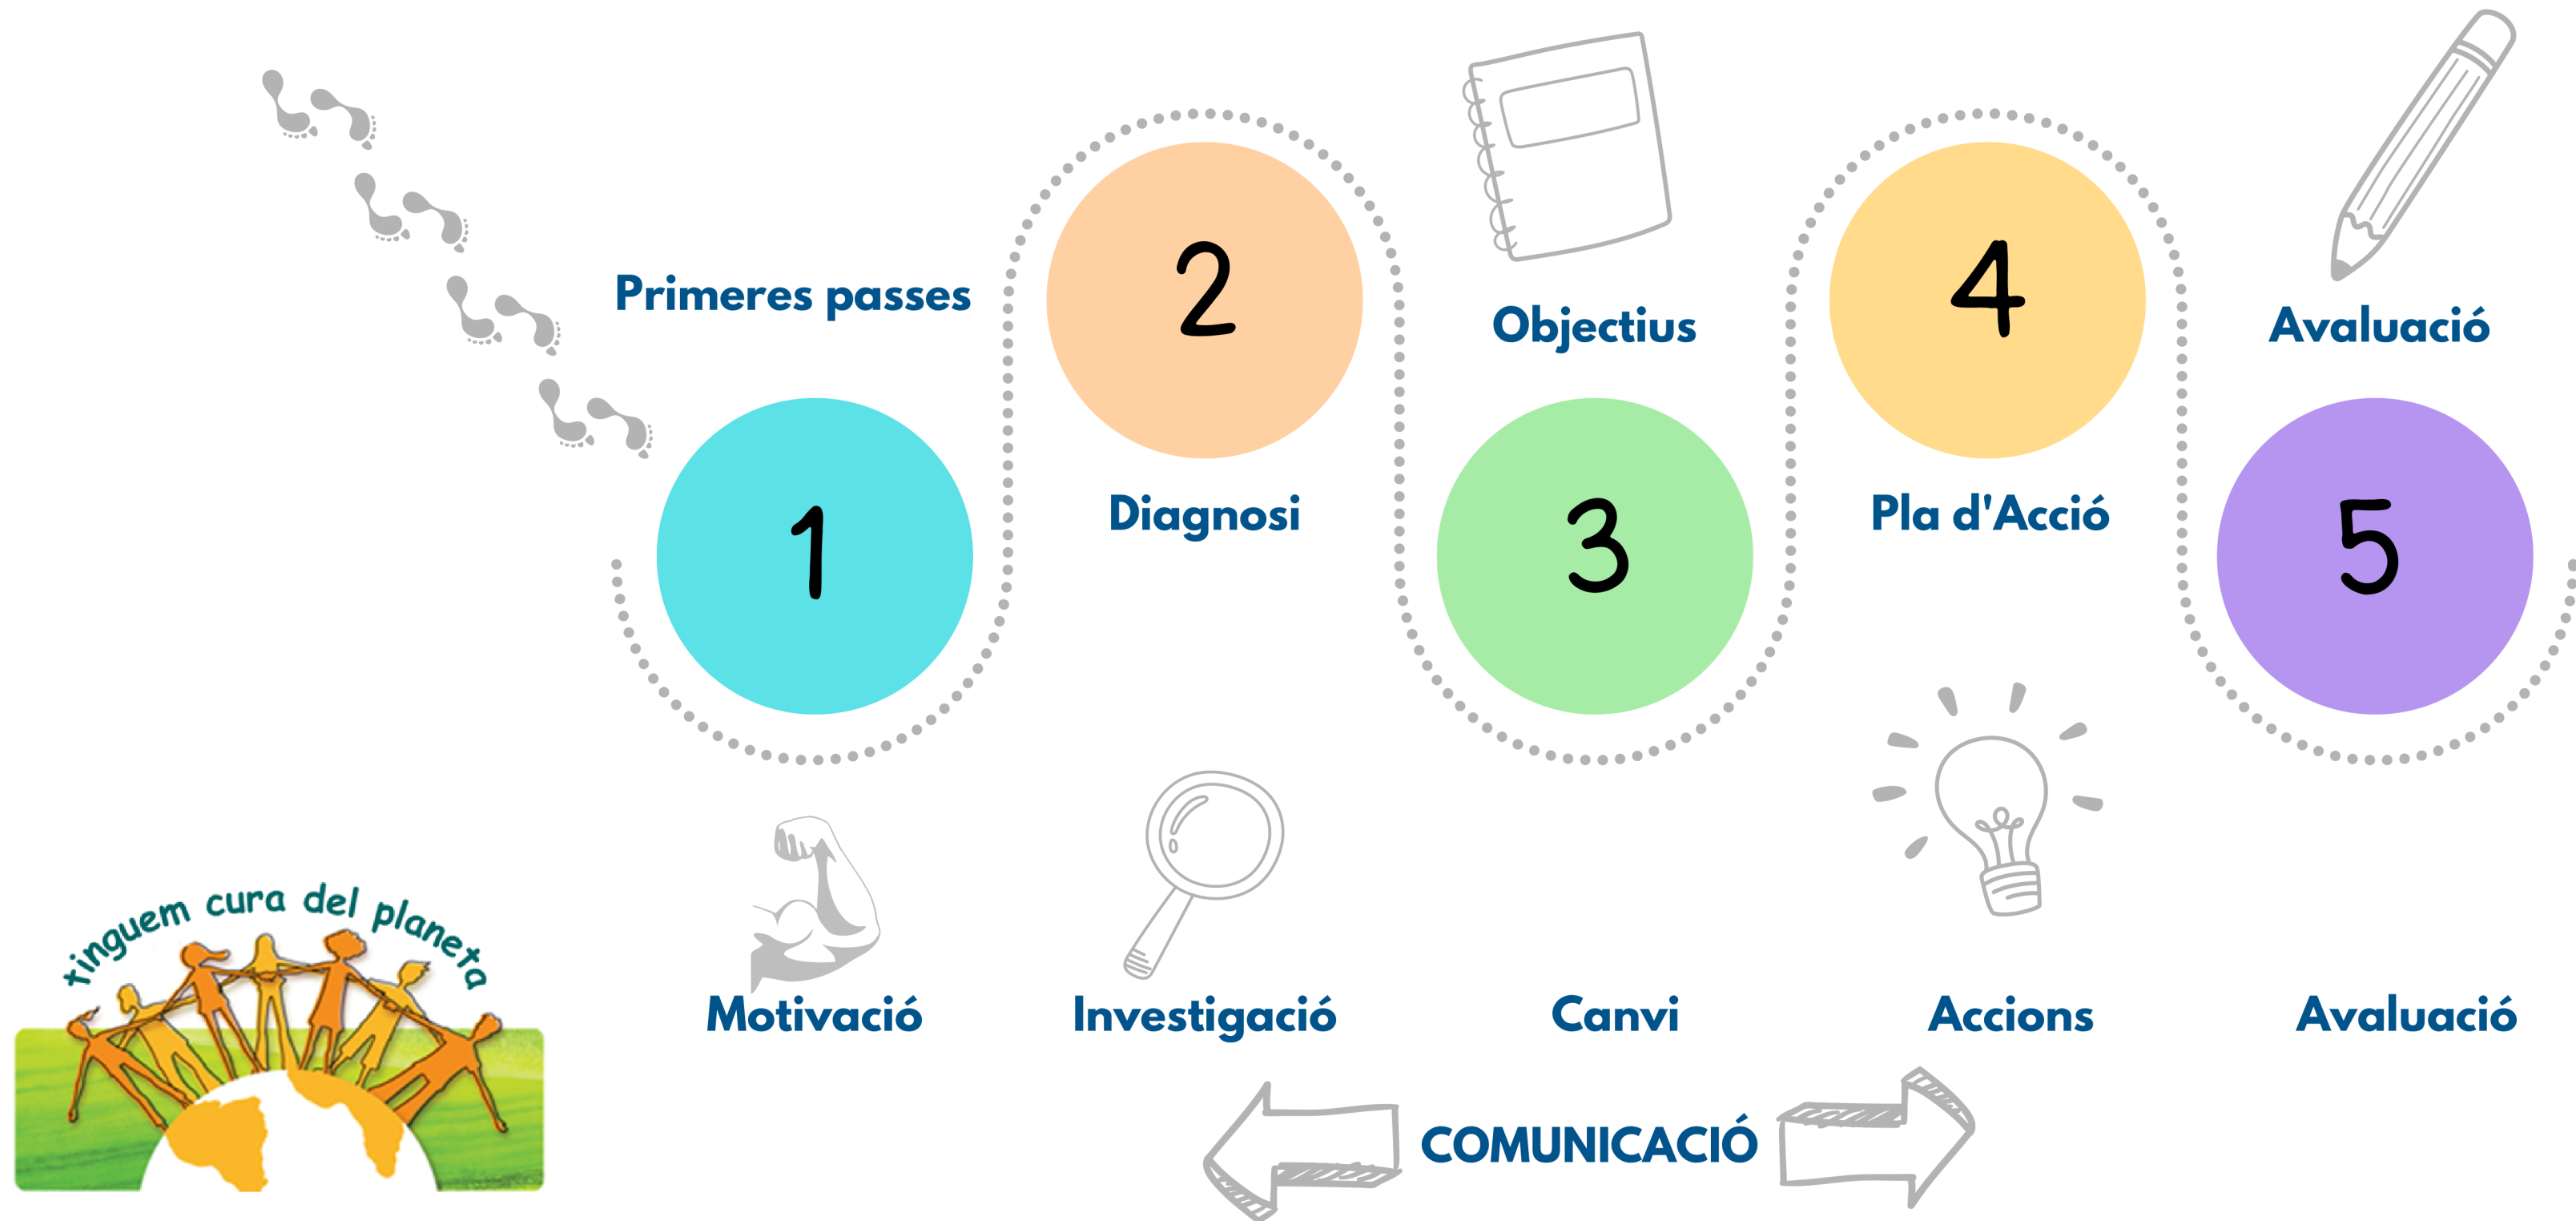 Primeres passes
1
2
Diagnosi
Objectius
3
4
Pla d'Acció
Avaluació
5
Motivació
Investigació
Canvi
Accions
Avaluació
COMUNICACIÓ
tinguem cura del planeta